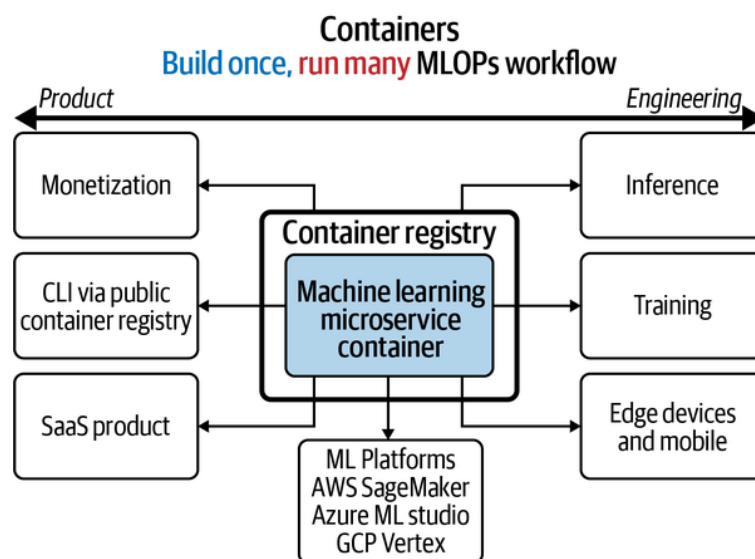 Containers
Build once, run many MLOPs workflow
Product
Engineering
Monetization
Inference
Container registry
CLI via public
container registry
Machine learning
microservice
container
Training
SaaS product
Edge devices
and mobile
ML Platforms
AWS SageMaker
Azure ML studio
GCP Vertex